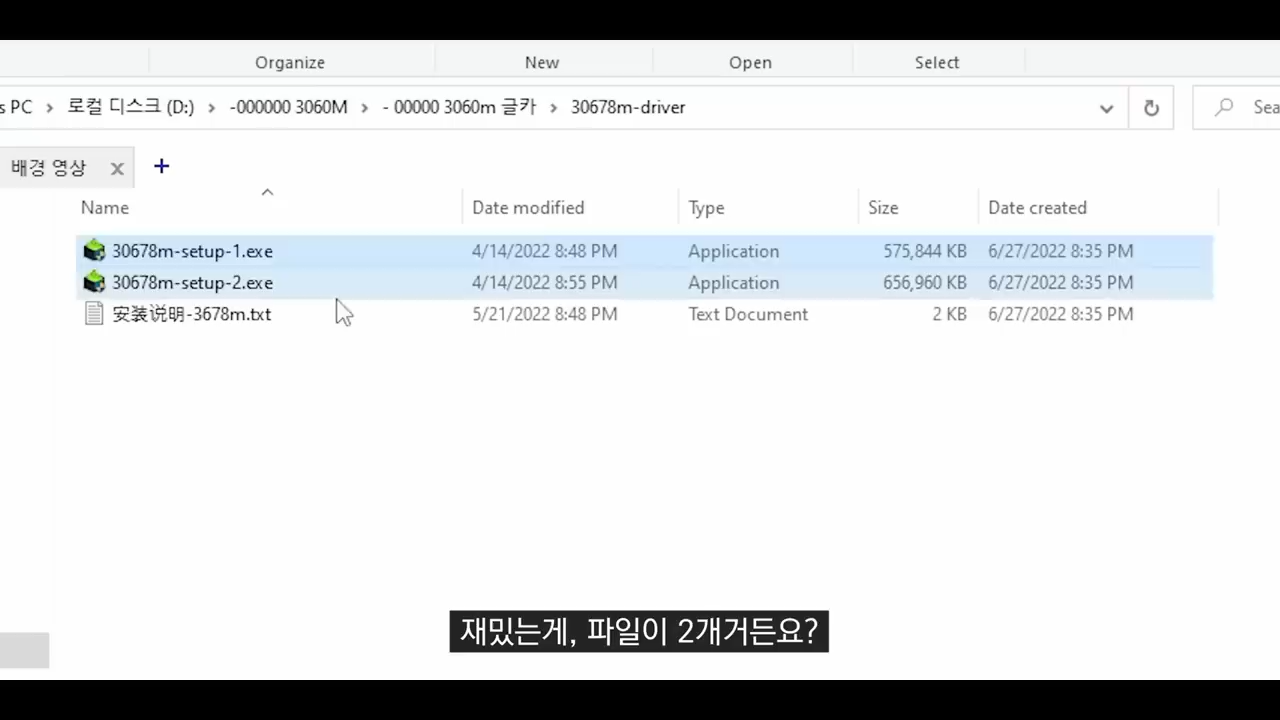 Organize New Open Select
s PC > 로컬 디스크 (D:) > -000000 3060M > - 00000 3060m 글카 > 30678m-driver Sea
배경 영상 × +
Name Date modified Type Size Date created
30678m-setup-1.exe 4/14/2022 8:48 PM Application 575,844 KB 6/27/2022 8:35 PM
30678m-setup-2.exe 4/14/2022 8:55 PM Application 656,960 KB 6/27/2022 8:35 PM
安装说明-3678m.txt 5/21/2022 8:48 PM Text Document 2 KB 6/27/2022 8:35 PM
재밌는게, 파일이 2개거든요?